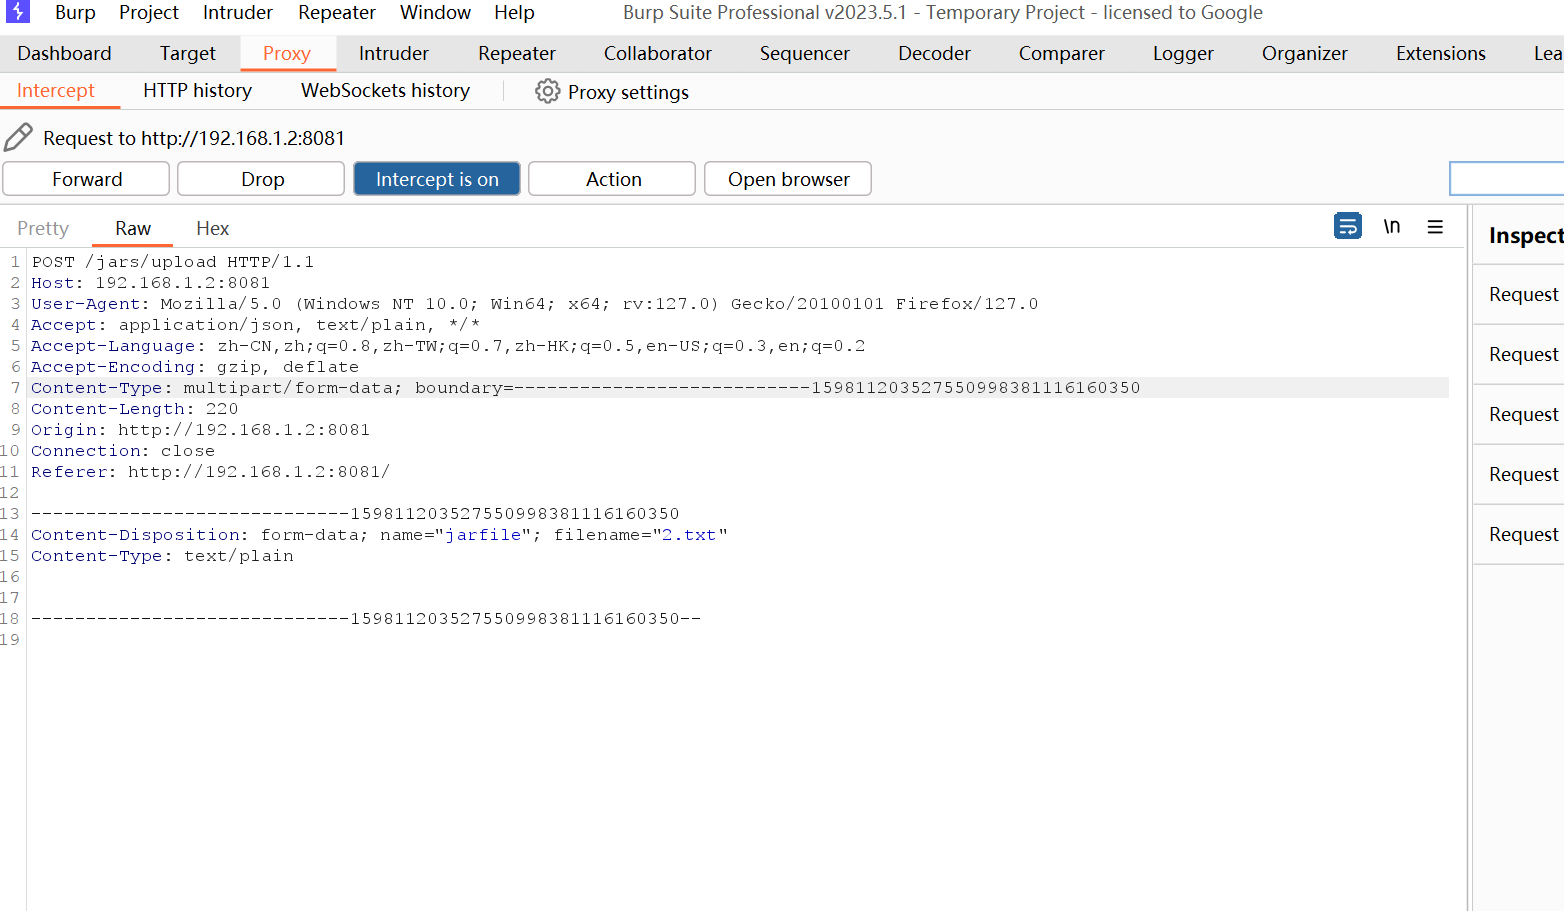 Burp Project Intruder Repeater Window Help Burp Suite Professional v2023.5.1 - Temporary Project - licensed to Google
Dashboard Target Proxy Intruder Repeater Collaborator Sequencer Decoder Comparer Logger Organizer Extensions Lea
Intercept HTTP history WebSockets history Proxy settings
Request to http://192.168.1.2:8081
Forward Drop Intercept is on Action Open browser
Pretty Raw Hex \n
Inspect
Request
Request
Request
Request
Request
1 POST /jars/upload HTTP/1.1
2 Host: 192.168.1.2:8081
3 User-Agent: Mozilla/5.0 (Windows NT 10.0; Win64; x64; rv:127.0) Gecko/20100101 Firefox/127.0
4 Accept: application/json, text/plain, */*
5 Accept-Language: zh-CN,zh;q=0.8,zh-TW;q=0.7,zh-HK;q=0.5,en-US;q=0.3,en;q=0.2
6 Accept-Encoding: gzip, deflate
7 Content-Type: multipart/form-data; boundary=---------------------------159811203527550998381116160350
8 Content-Length: 220
9 Origin: http://192.168.1.2:8081
10 Connection: close
11 Referer: http://192.168.1.2:8081/
12
13 -----------------------------159811203527550998381116160350
14 Content-Disposition: form-data; name="jarfile"; filename="2.txt"
15 Content-Type: text/plain
16
17
18 -----------------------------159811203527550998381116160350--
19